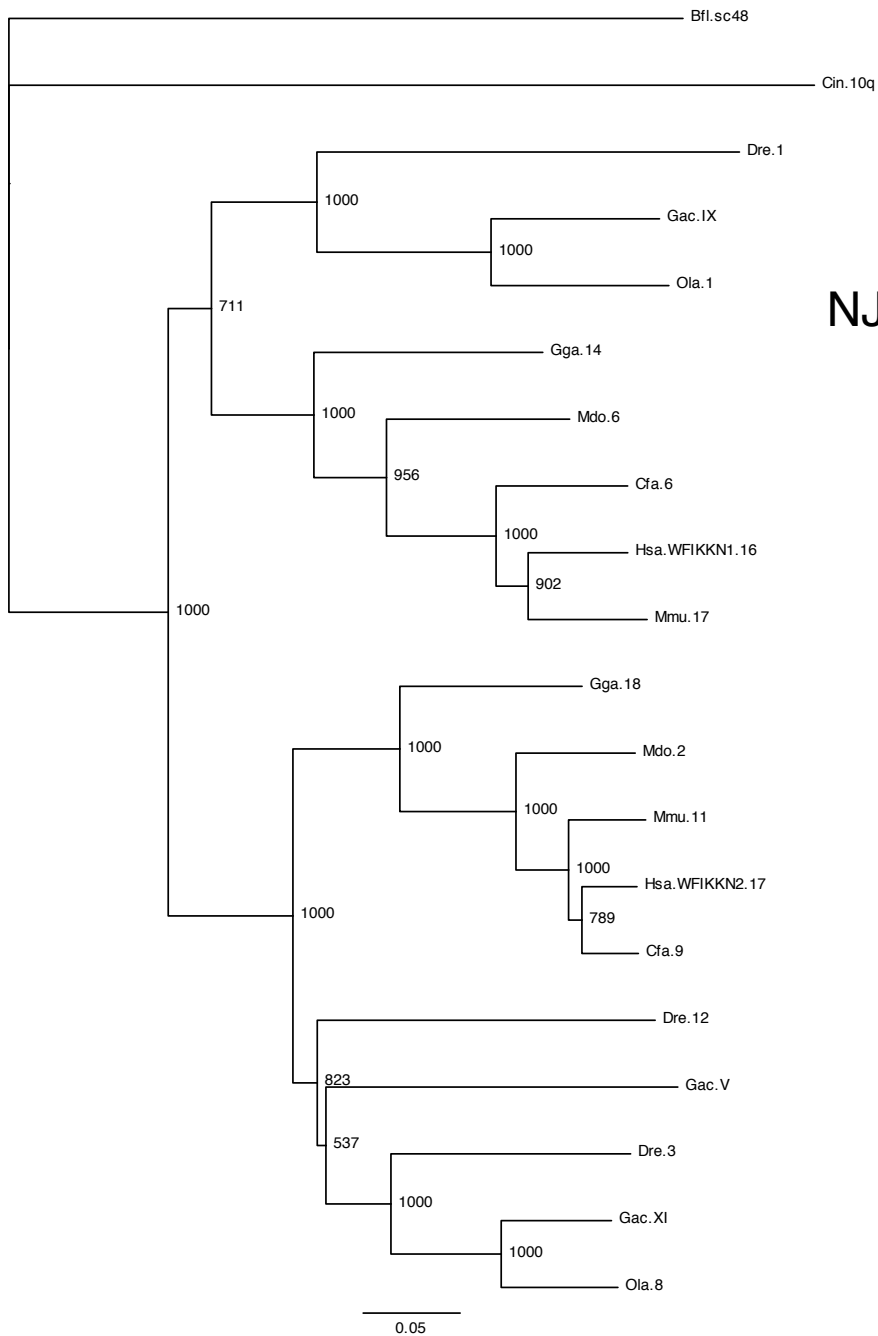 Bfl.sc48
Cin.10q
Dre.1
1000
Gac.IX
1000
Ola.1
NJ
711
Gga.14
1000
Mdo.6
956
Cfa.6
1000
Hsa.WFIKKN1.16
902
1000
Mmu.17
Gga.18
1000
Mdo.2
1000
Mmu.11
1000
Hsa.WFIKKN2.17
1000
789
Cfa.9
Dre.12
823
Gac.V
537
Dre.3
1000
Gac.XI
1000
Ola.8
0.05